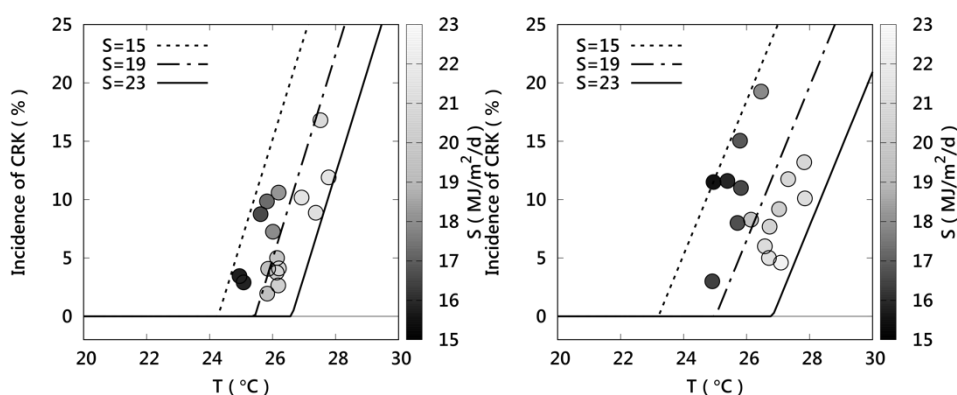 25
20
15
10
5
0
Incidence of CRK ( % )
S=15
S=19
S=23
20 22 24 26 28 30
T ( °C )
23
22
21
20
19
18
17
16
15
S ( MJ/m²/d )
25
20
15
10
5
0
Incidence of CRK ( % )
S=15
S=19
S=23
20 22 24 26 28 30
T ( °C )
23
22
21
20
19
18
17
16
15
S ( MJ/m²/d )